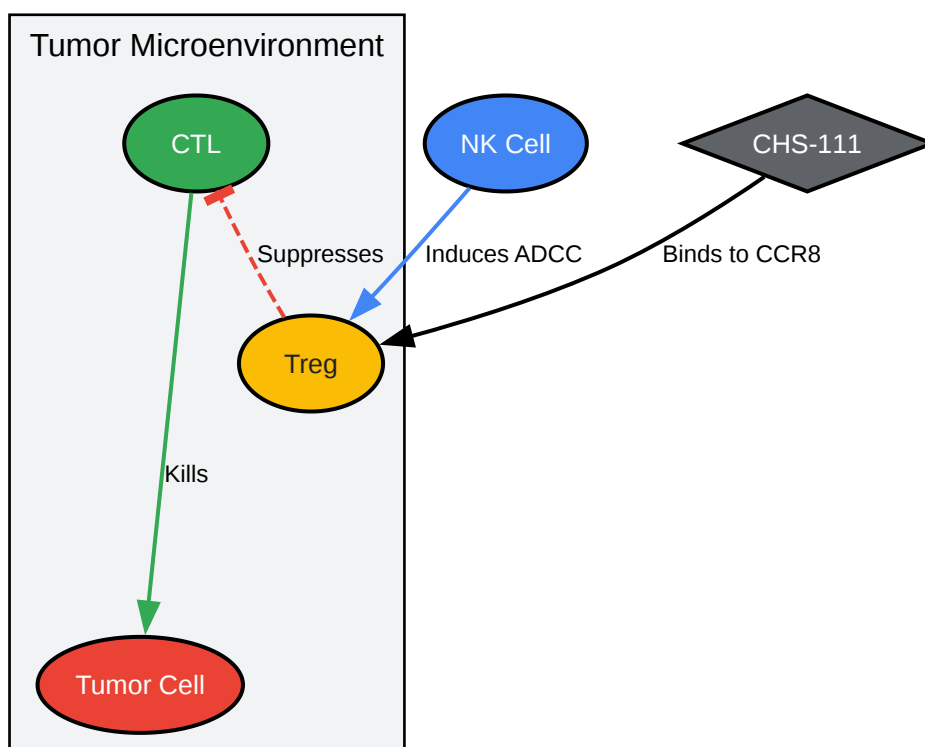 Tumor Microenvironment
CTL
NK Cell
CHS-111
Suppresses
Induces ADCC
Binds to CCR8
Treg
Kills
Tumor Cell